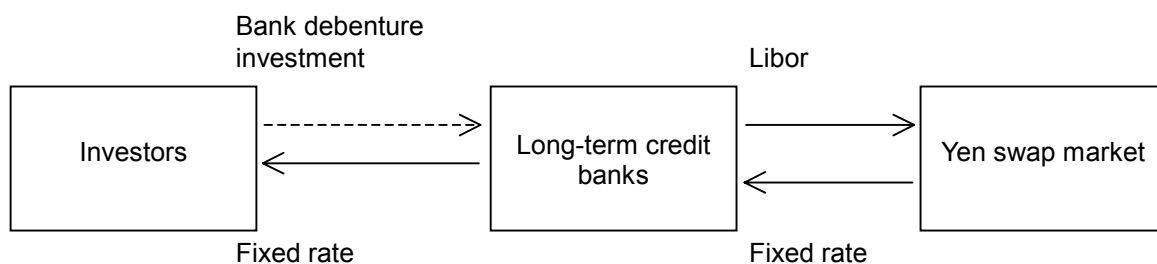 Bank debenture
investment
Libor
Investors
Long-term credit
banks
Yen swap market
Fixed rate
Fixed rate